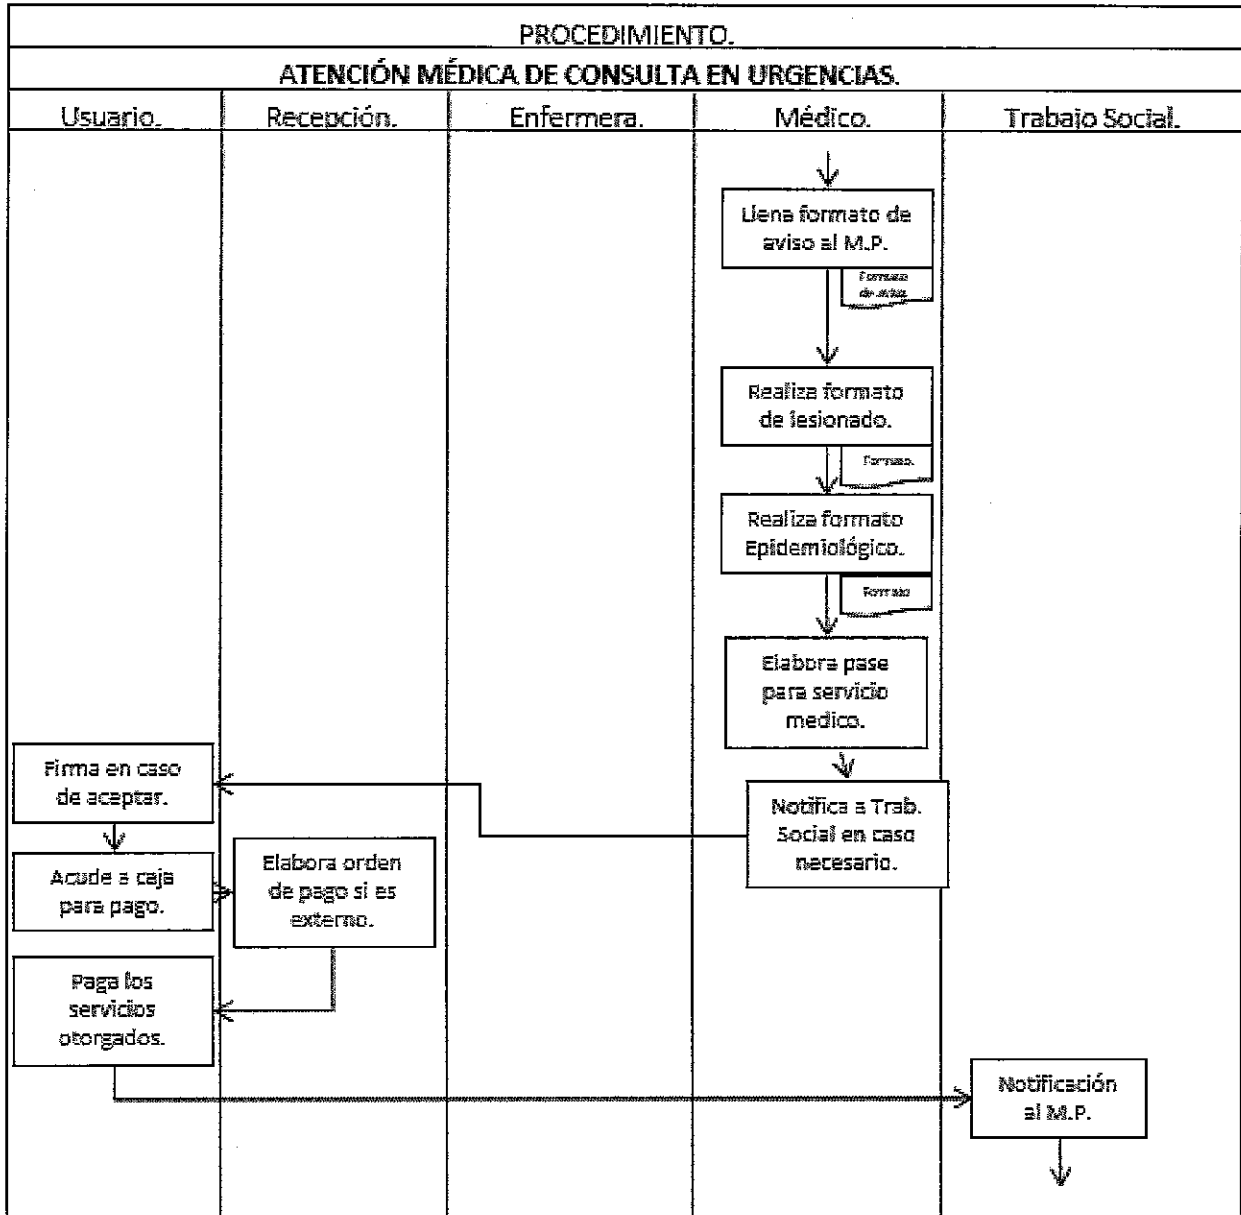 PROCEDIMIENTO.
ATENCIÓN MÉDICA DE CONSULTA EN URGENCIAS.
Usuario.
Recepción.
Enfermera.
Médico.
Trabajo Social.
Llena formato de
aviso al M.P.
Formato
de aviso
Realiza formato
de lesionado.
Formato.
Realiza formato
Epidemiológico.
Formato
Elabora pase
para servicio
medico.
Firma en caso
de aceptar.
Notifica a Trab.
Social en caso
necesario.
Acude a caja
para pago.
Elabora orden
de pago si es
externo.
Paga los
servicios
otorgados.
Notificación
al M.P.